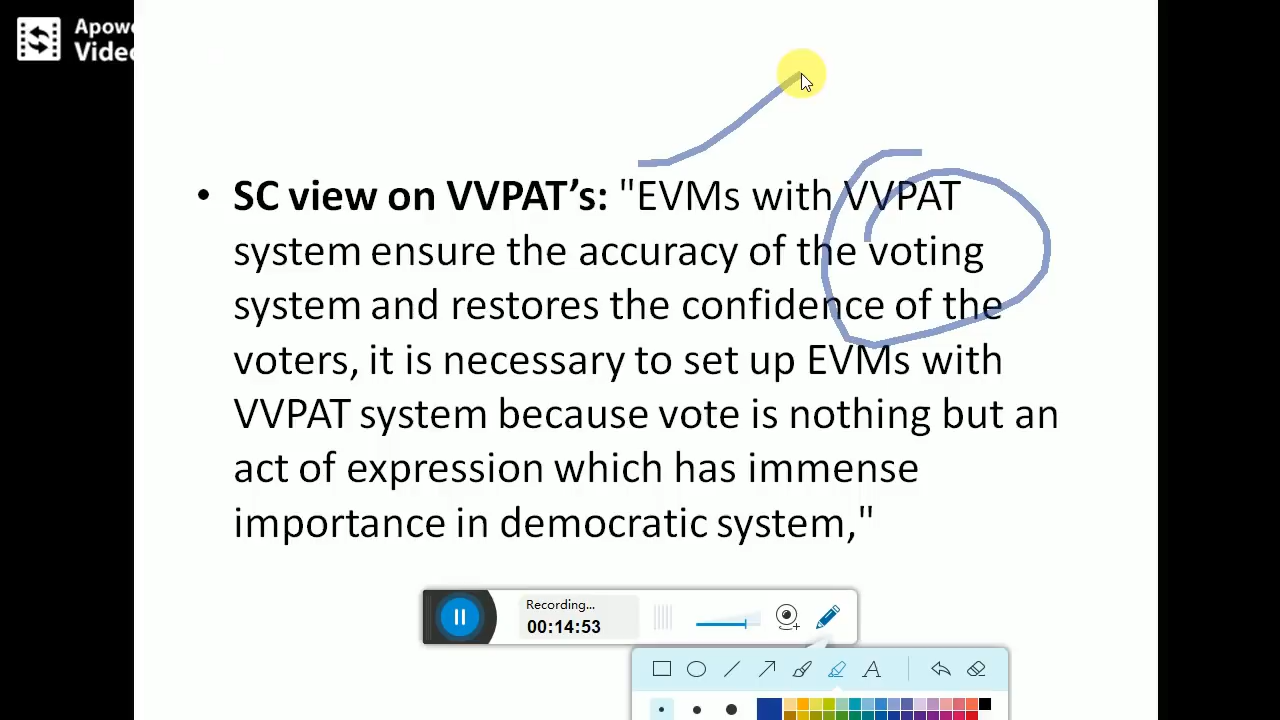 Apowe
Video
• SC view on VVPAT’s: "EVMs with VVPAT
system ensure the accuracy of the voting
system and restores the confidence of the
voters, it is necessary to set up EVMs with
VVPAT system because vote is nothing but an
act of expression which has immense
importance in democratic system,"
Recording...
00:14:53
A